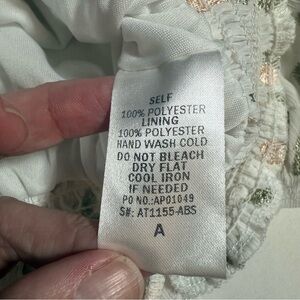 SELF
100% POLYESTER
LINING
100% POLYESTER
HAND WASH COLD
DO NOT BLEACH
DRY FLAT
COOL IRON
IF NEEDED
PO NO.:AP01049
S#: AT1155-ABS
A